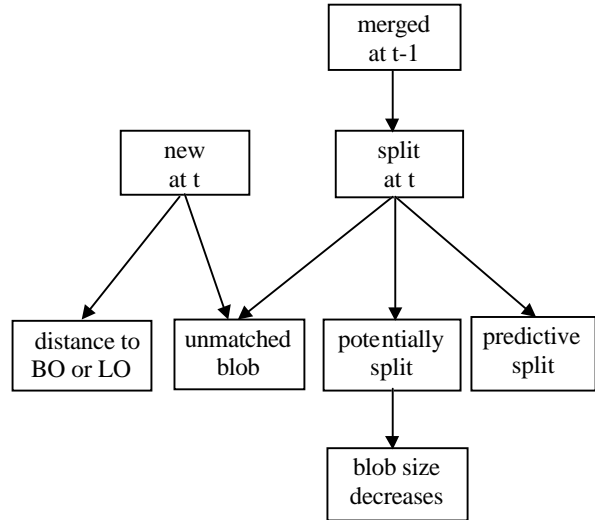 merged
at t-1
new
at t
split
at t
distance to
BO or LO
unmatched
blob
potentially
split
predictive
split
blob size
decreases